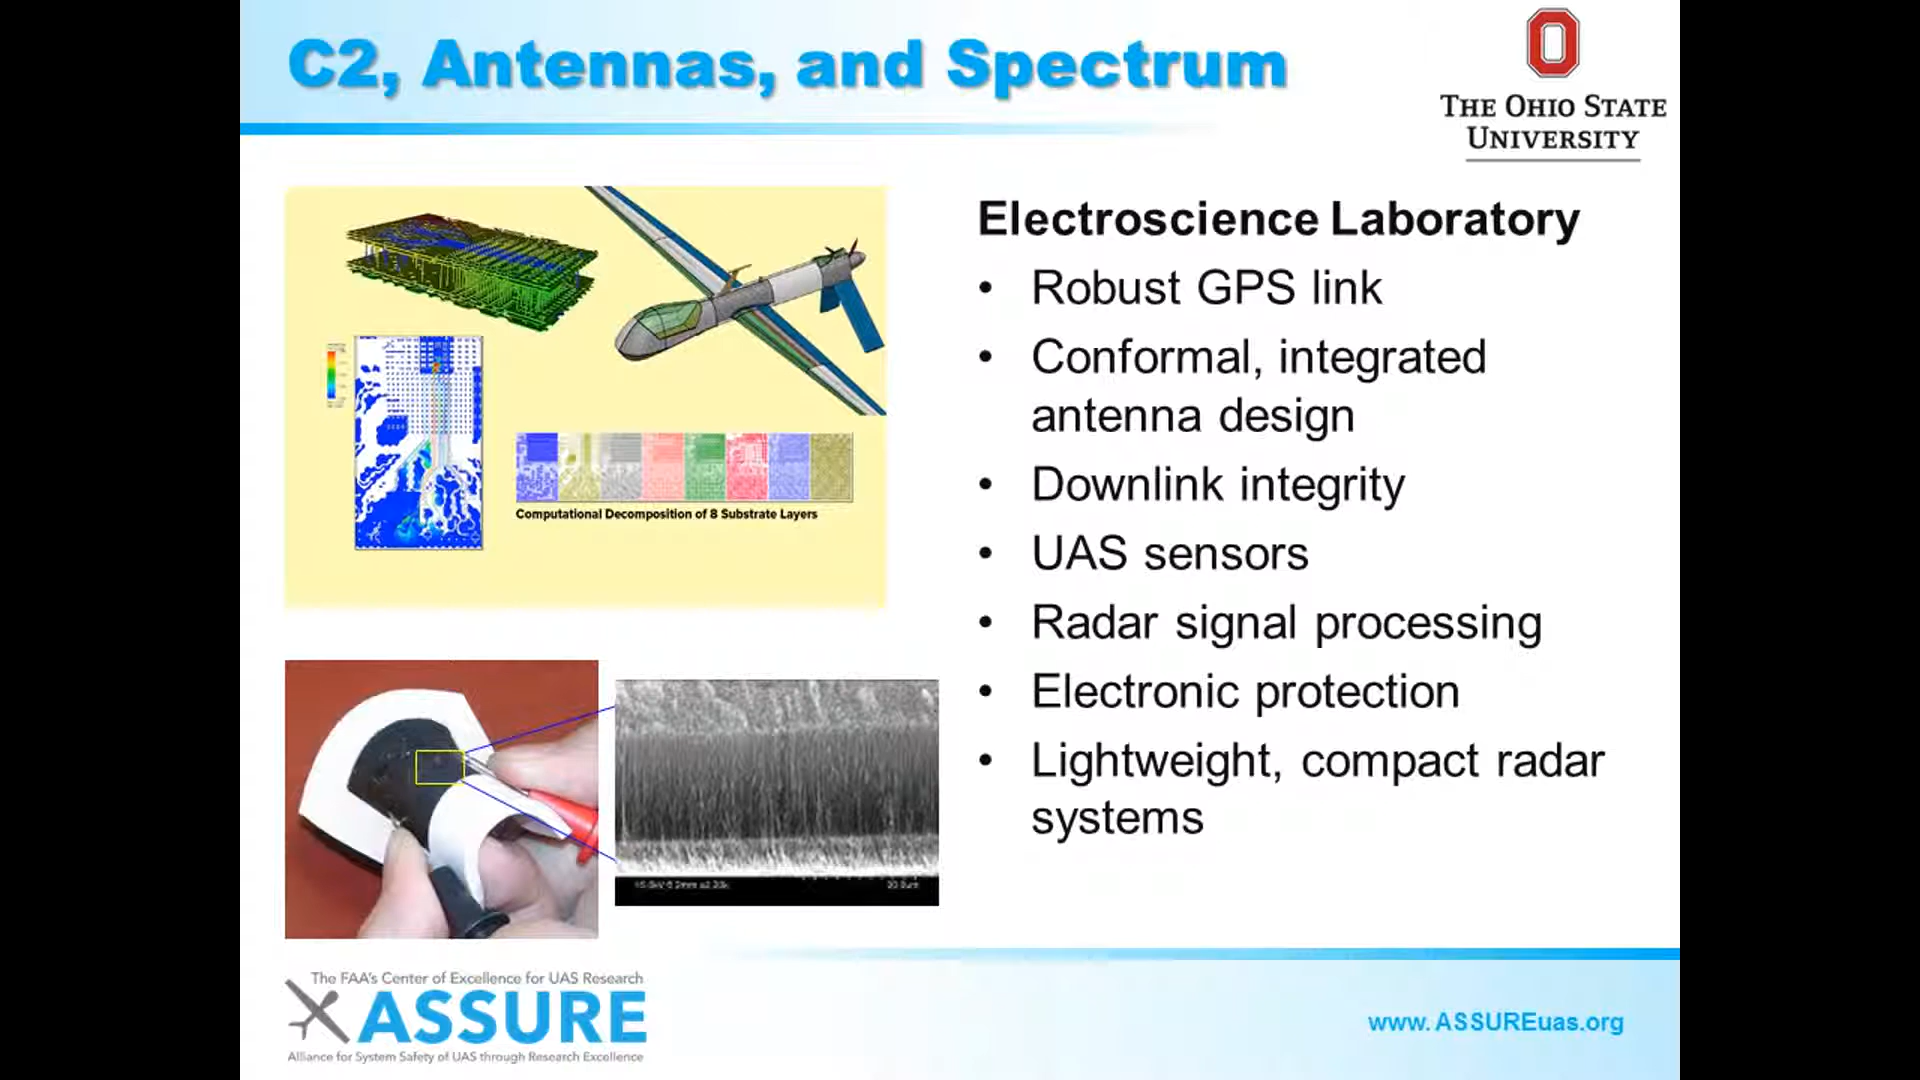 C2, Antennas, and Spectrum
THE OHIO STATE
UNIVERSITY
Electroscience Laboratory
• Robust GPS link
• Conformal, integrated
antenna design
• Downlink integrity
• UAS sensors
• Radar signal processing
• Electronic protection
• Lightweight, compact radar
systems
Computational Decomposition of 8 Substrate Layers
The FAA's Center of Excellence for UAS Research
ASSURE
Alliance for System Safety of UAS through Research Excellence
www.ASSUREuas.org